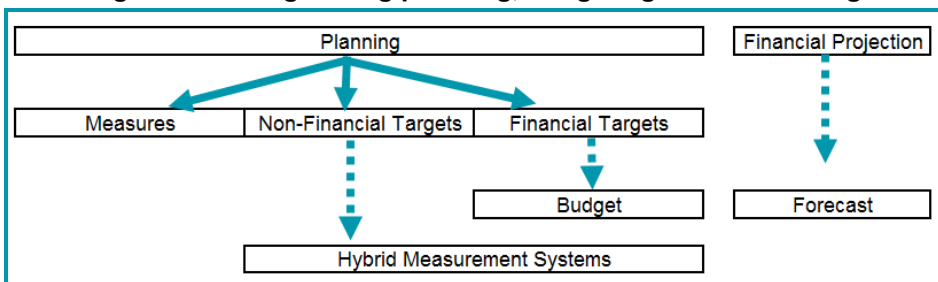 Planning Financial Projection
Measures Non-Financial Targets Financial Targets
Budget Forecast
Hybrid Measurement Systems